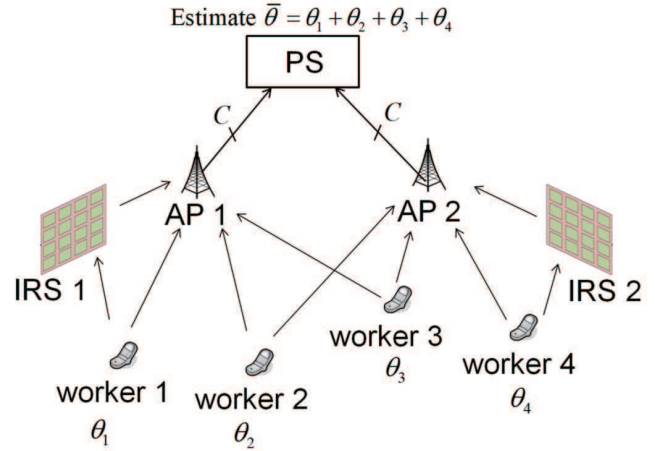 Estimate θ̄ = θ₁ + θ₂ + θ₃ + θ₄
PS
C
C
AP 1
AP 2
IRS 1
IRS 2
worker 3
θ₃
worker 1
θ₁
worker 2
θ₂
worker 4
θ₄